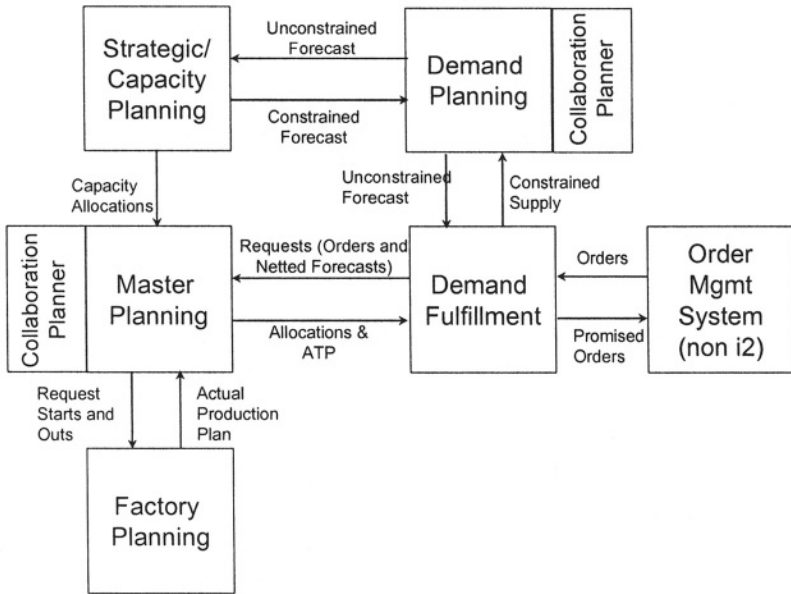 Strategic/
Capacity
Planning
Unconstrained
Forecast
Constrained
Forecast
Demand
Planning
Collaboration
Planner
Capacity
Allocations
Unconstrained
Forecast
Constrained
Supply
Collaboration
Planner
Master
Planning
Requests (Orders and
Netted Forecasts)
Allocations &
ATP
Demand
Fulfillment
Orders
Promised
Orders
Order
Mgmt
System
(non i2)
Request
Starts and
Outs
Actual
Production
Plan
Factory
Planning